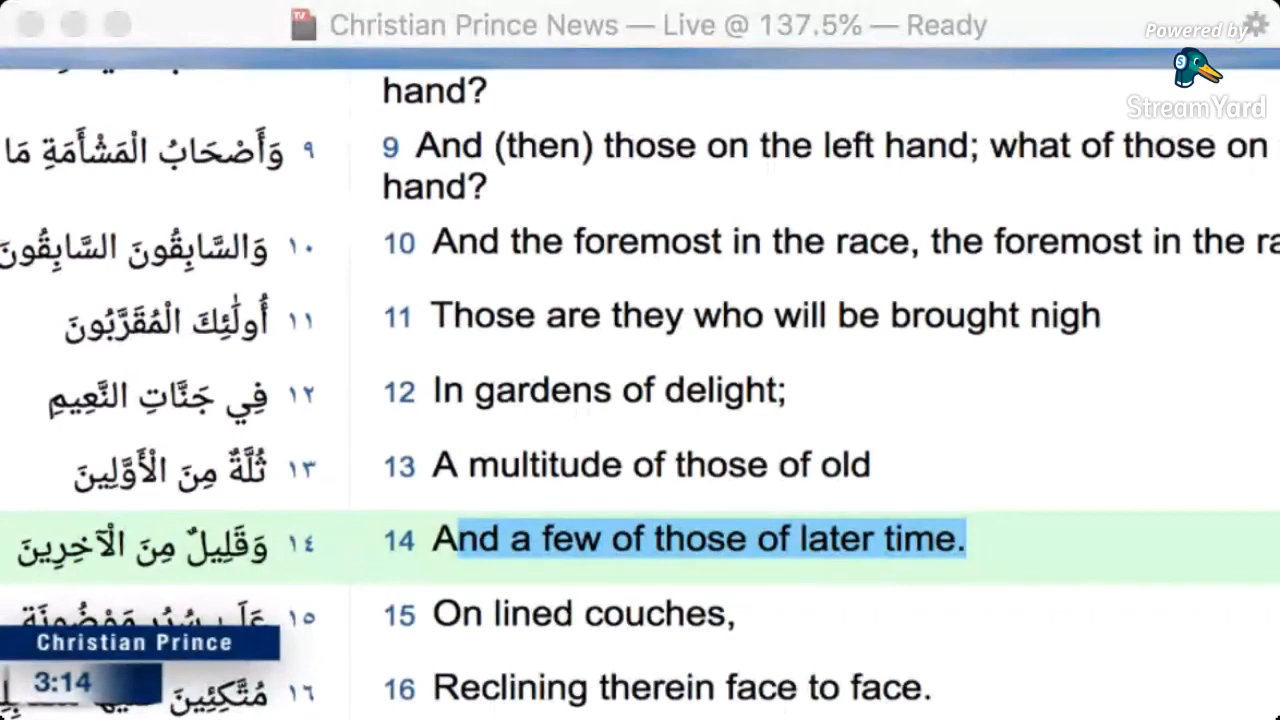 Christian Prince News — Live @ 137.5% — Ready
Powered by
StreamYard
hand?
وَأَصْحَابُ الْمَشْأَمَةِ مَا ٩
9 And (then) those on the left hand; what of those on
hand?
وَالسَّابِقُونَ السَّابِقُونَ ١٠
10 And the foremost in the race, the foremost in the
أُولَٰئِكَ الْمُقَرَّبُونَ ١١
11 Those are they who will be brought nigh
فِي جَنَّاتِ النَّعِيمِ ١٢
12 In gardens of delight;
ثُلَّةٌ مِنَ الْأَوَّلِينَ ١٣
13 A multitude of those of old
وَقَلِيلٌ مِنَ الْآخِرِينَ ١٤
14 And a few of those of later time.
عَلَىٰ سُرُرٍ مَوْضُونَةٍ ١٥
15 On lined couches,
Christian Prince
3:14
مُتَّكِئِينَ ١٦
16 Reclining therein face to face.